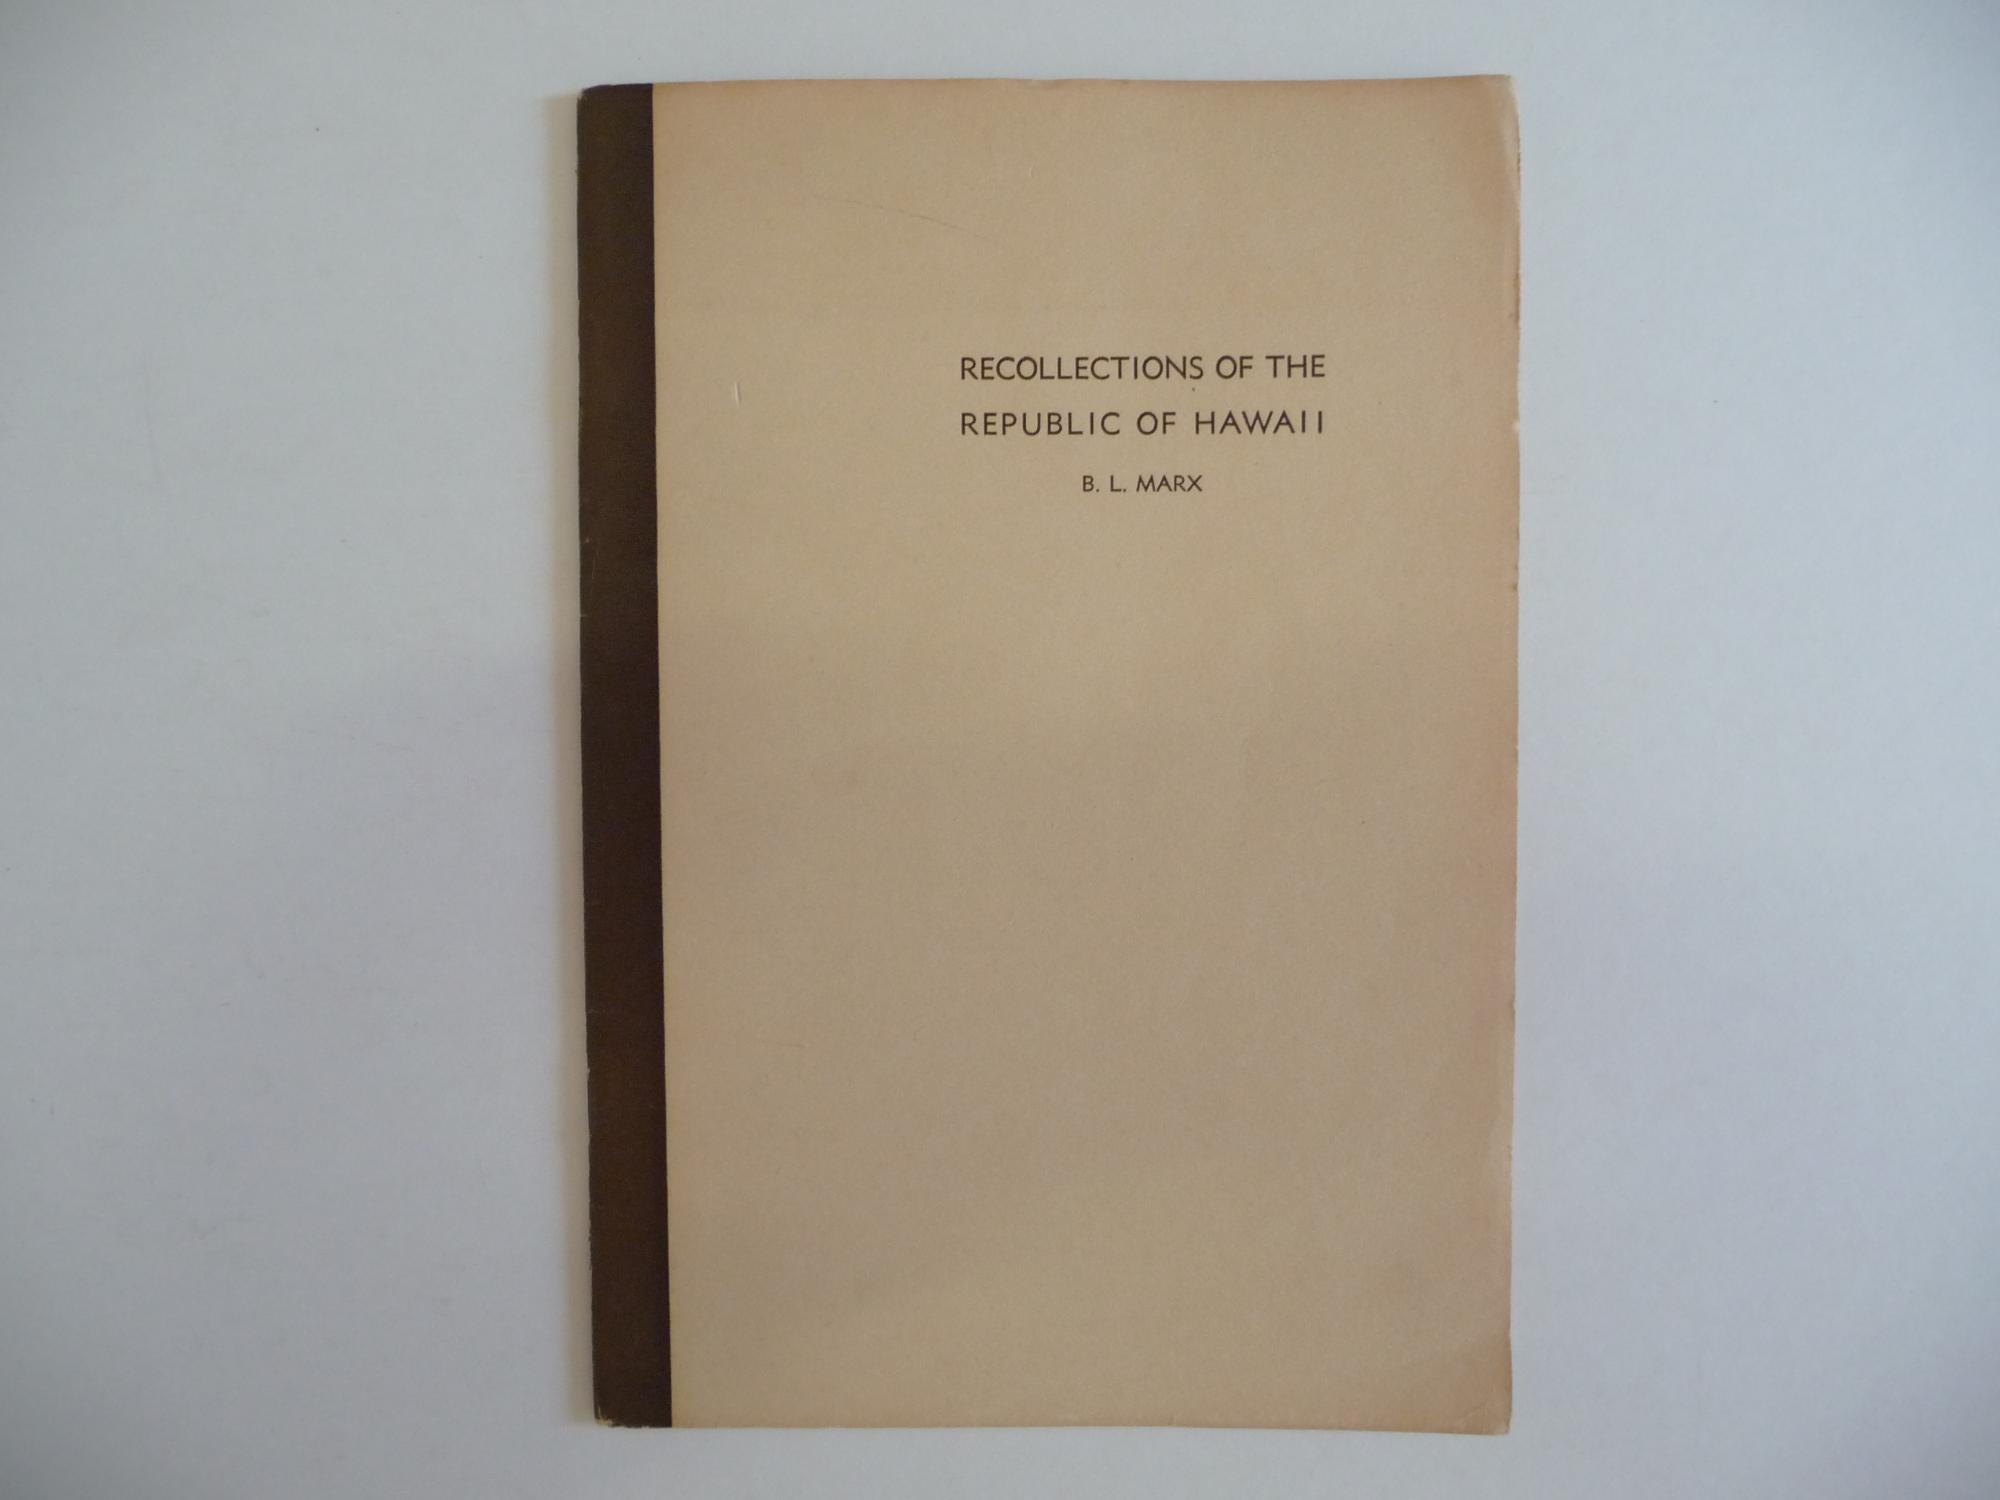 RECOLLECTIONS OF THE
REPUBLIC OF HAWAII
B. L. MARX